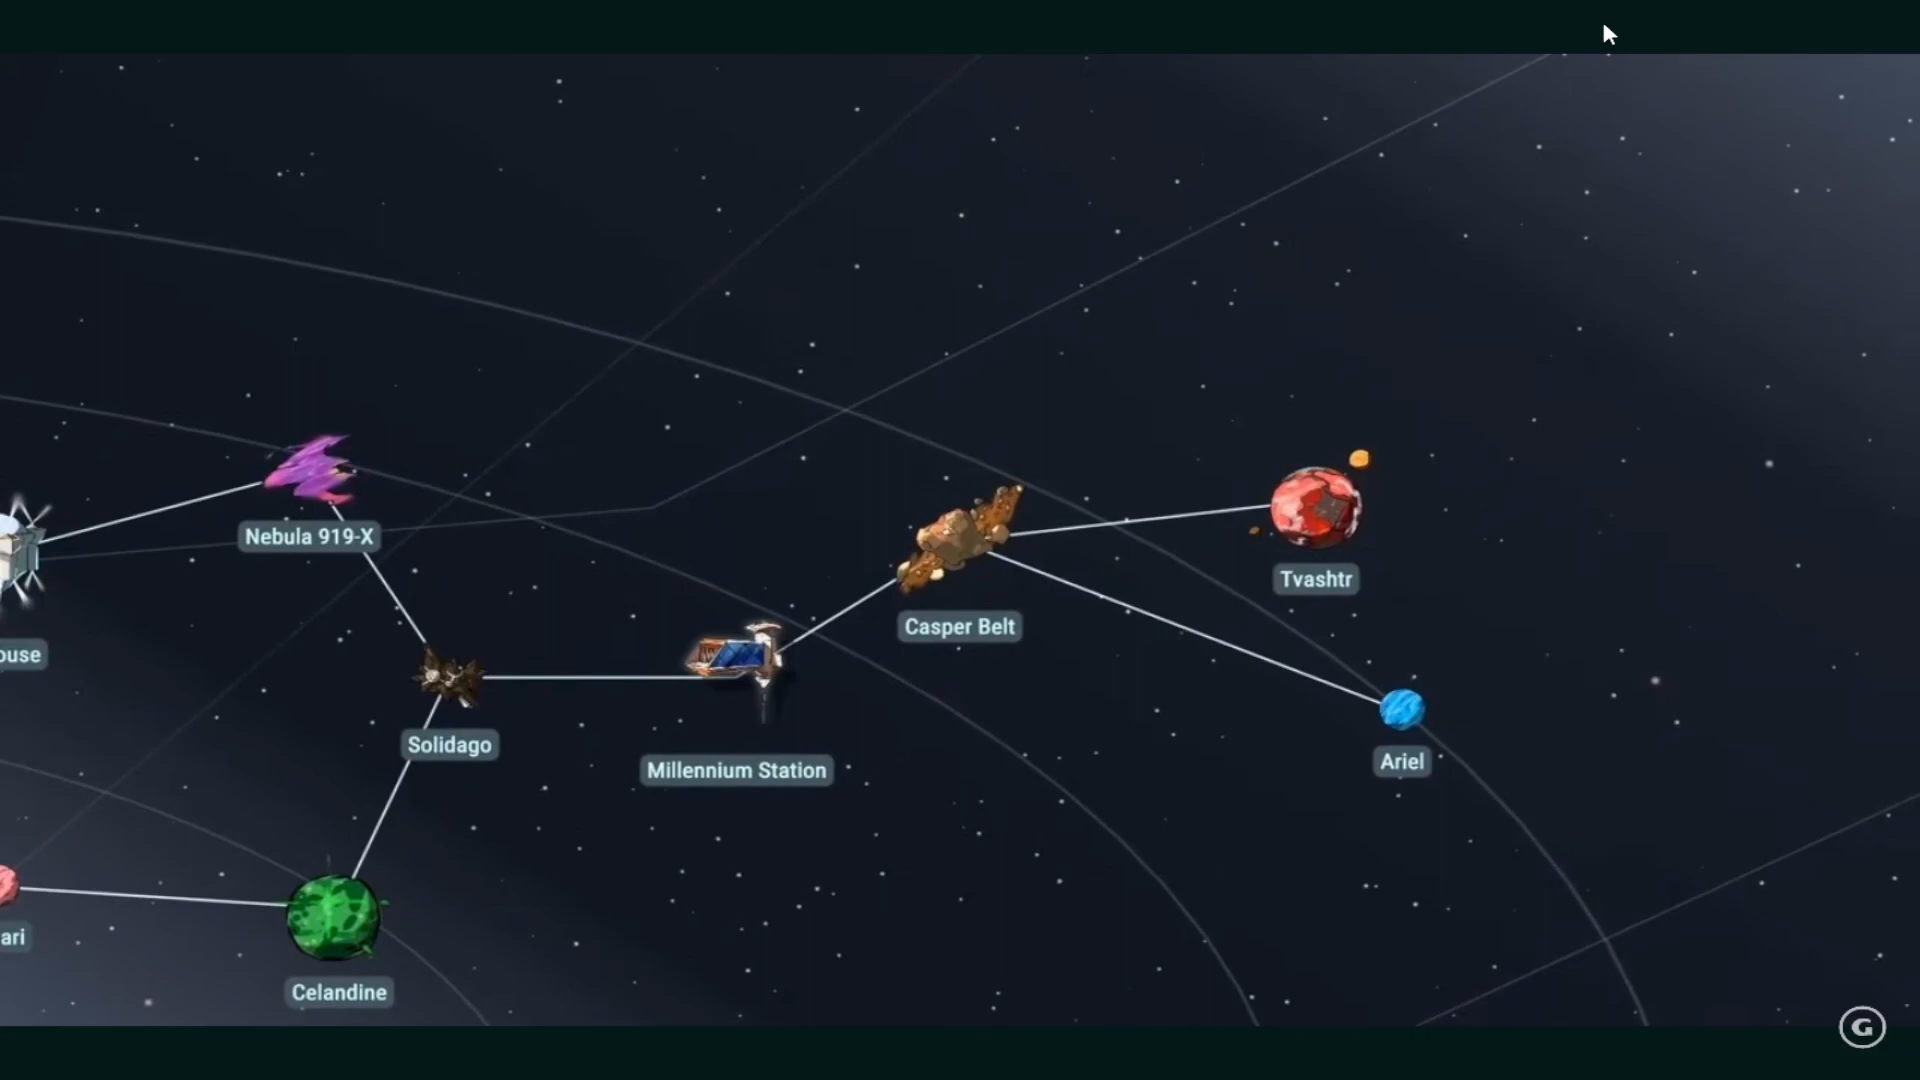 Nebula 919-X
Tvashtr
Casper Belt
ouse
Solidago
Ariel
Millennium Station
ari
Celandine
G